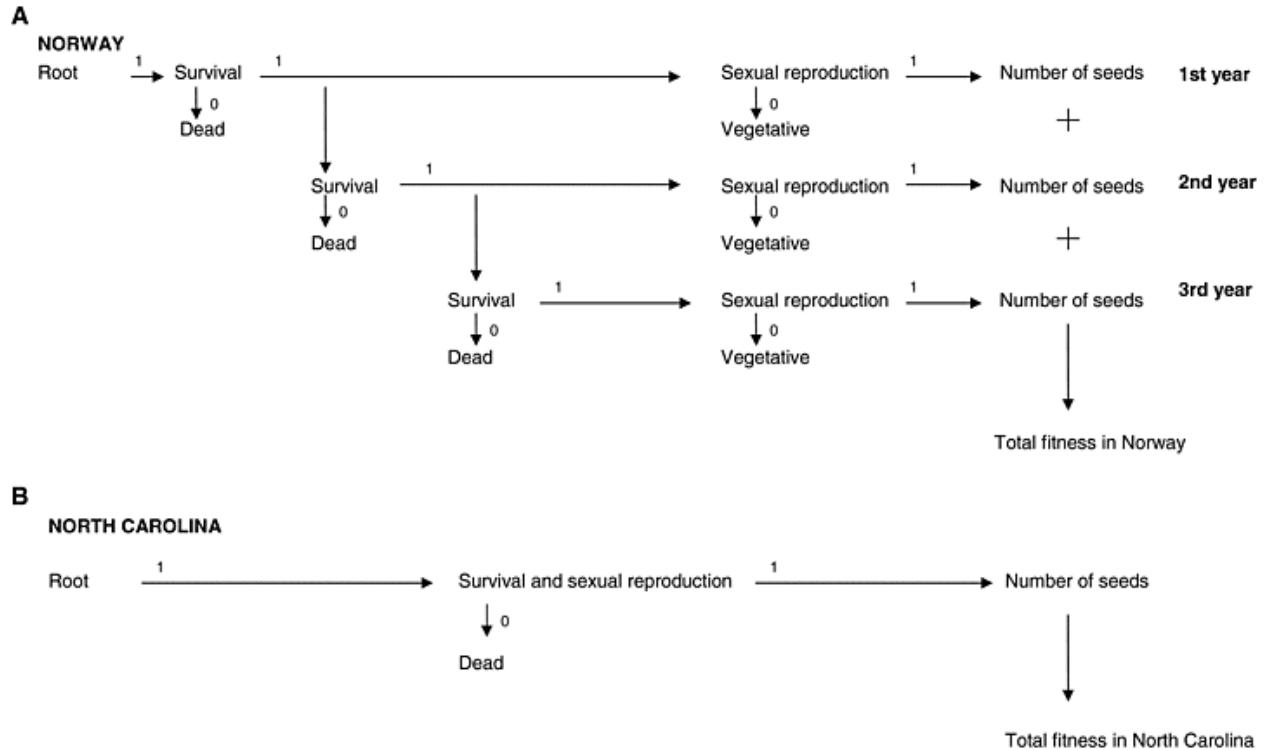 A
NORWAY
Root 1 Survival 1 Sexual reproduction 1 Number of seeds 1st year
0 0
Dead Vegetative +
Survival 1 Sexual reproduction 1 Number of seeds 2nd year
0 0
Dead Vegetative +
Survival 1 Sexual reproduction 1 Number of seeds 3rd year
0 0
Dead Vegetative
Total fitness in Norway
B
NORTH CAROLINA
Root 1 Survival and sexual reproduction 1 Number of seeds
0
Dead
Total fitness in North Carolina